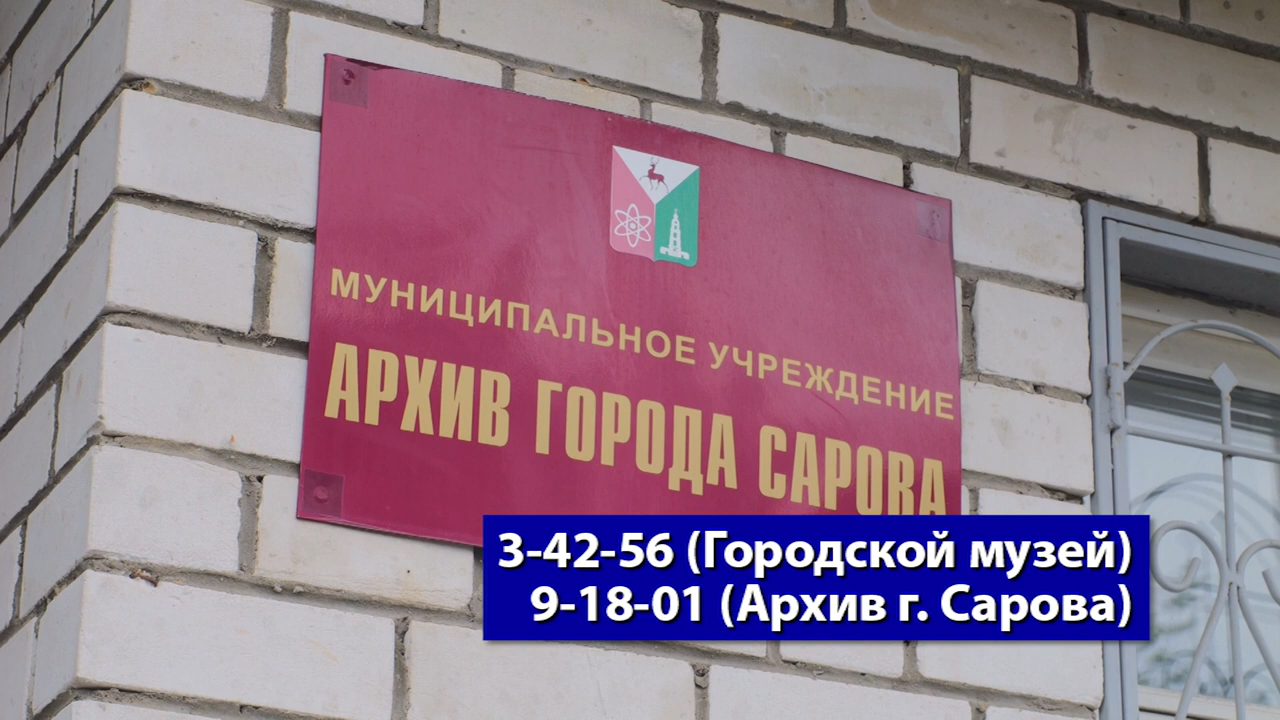 МУНИЦИПАЛЬНОЕ УЧРЕЖДЕНИЕ
АРХИВ ГОРОДА САРОВА
3-42-56 (Городской музей)
9-18-01 (Архив г. Сарова)